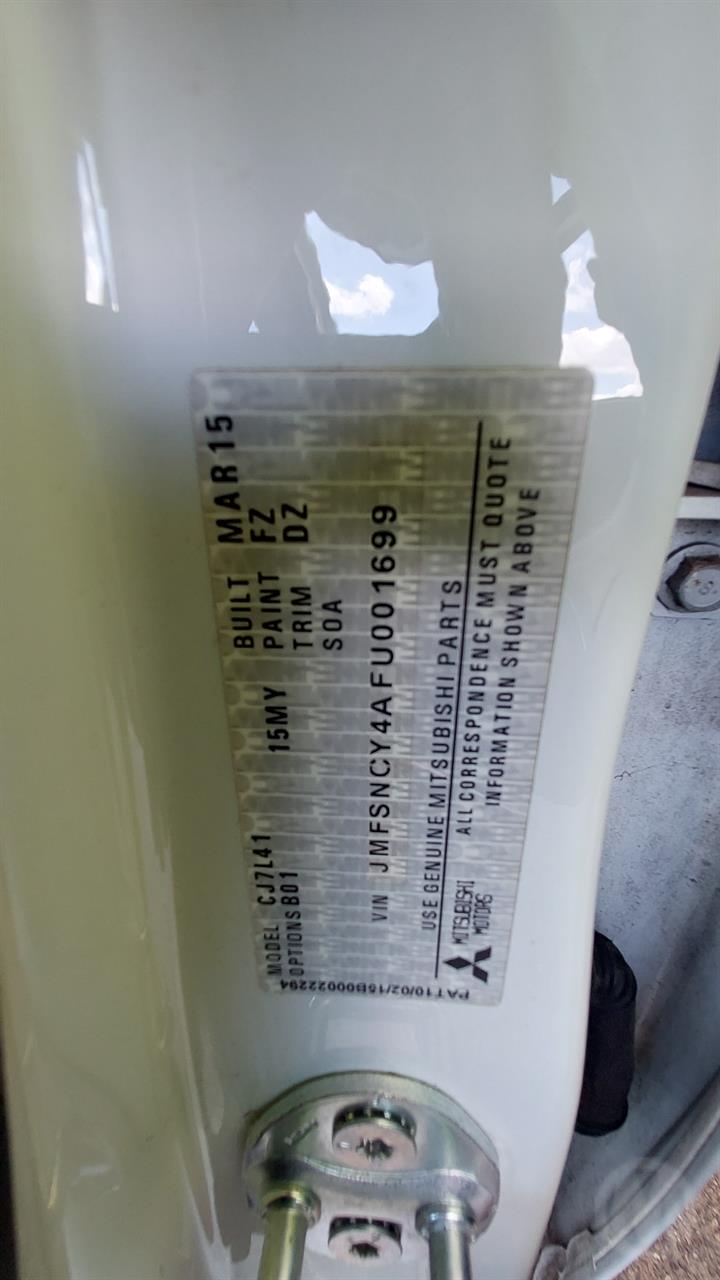 MODEL CJ7L41 15MY BUILT MAR15
OPTIONS B01 PAINT FZ
TRIM DZ
SOA
VIN JMFSNCY4AFU001699
USE GENUINE MITSUBISHI PARTS
MITSUBISHI
MOTORS
ALL CORRESPONDENCE MUST QUOTE
INFORMATION SHOWN ABOVE
PAT10/02/15B000022294